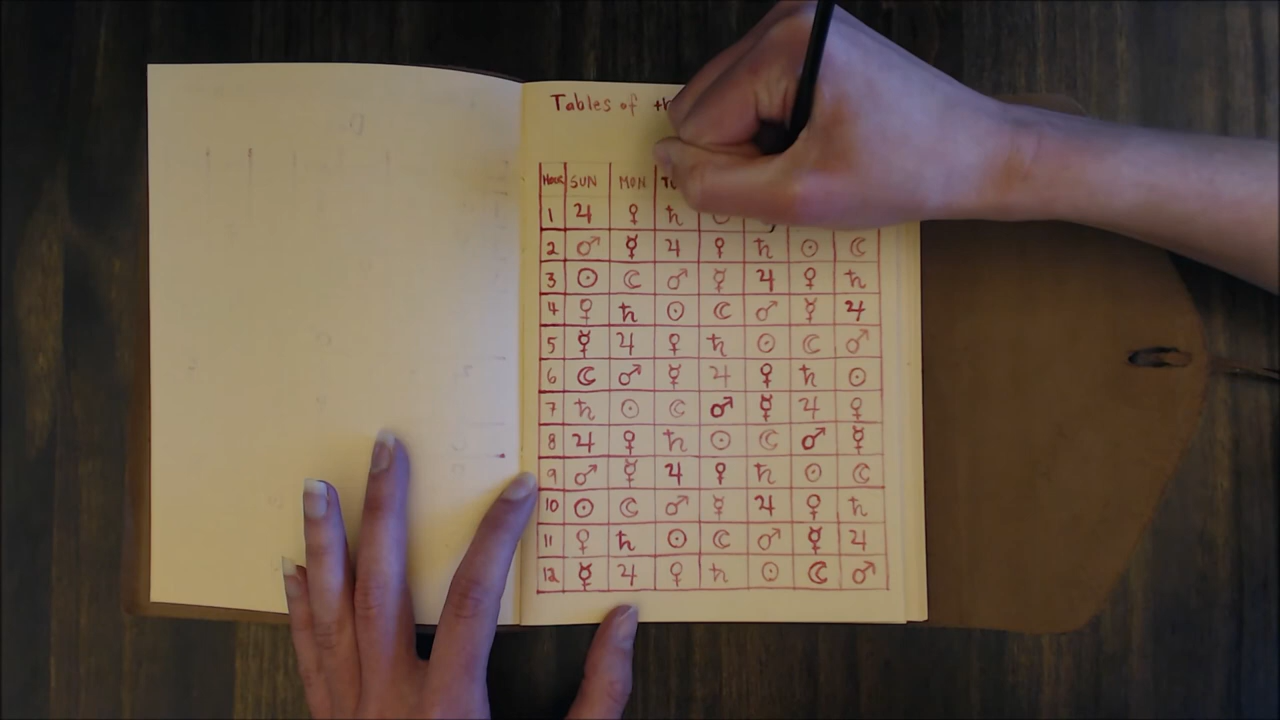 Tables of
Hour SUN MON
1 ♃ ♀ ♄
2 ♂ ☿ ♃ ♀ ♄ ☉ ☾
3 ☉ ☾ ♂ ☿ ♃ ♀ ♄
4 ♀ ♄ ☉ ☾ ♂ ☿ ♃
5 ☿ ♃ ♀ ♄ ☉ ☾ ♂
6 ☾ ♂ ☿ ♃ ♀ ♄ ☉
7 ♄ ☉ ☾ ♂ ☿ ♃ ♀
8 ♃ ♀ ♄ ☉ ☾ ♂ ☿
9 ♂ ☿ ♃ ♀ ♄ ☉ ☾
10 ☉ ☾ ♂ ☿ ♃ ♀ ♄
11 ♀ ♄ ☉ ☾ ♂ ☿ ♃
12 ☿ ♃ ♀ ♄ ☉ ☾ ♂